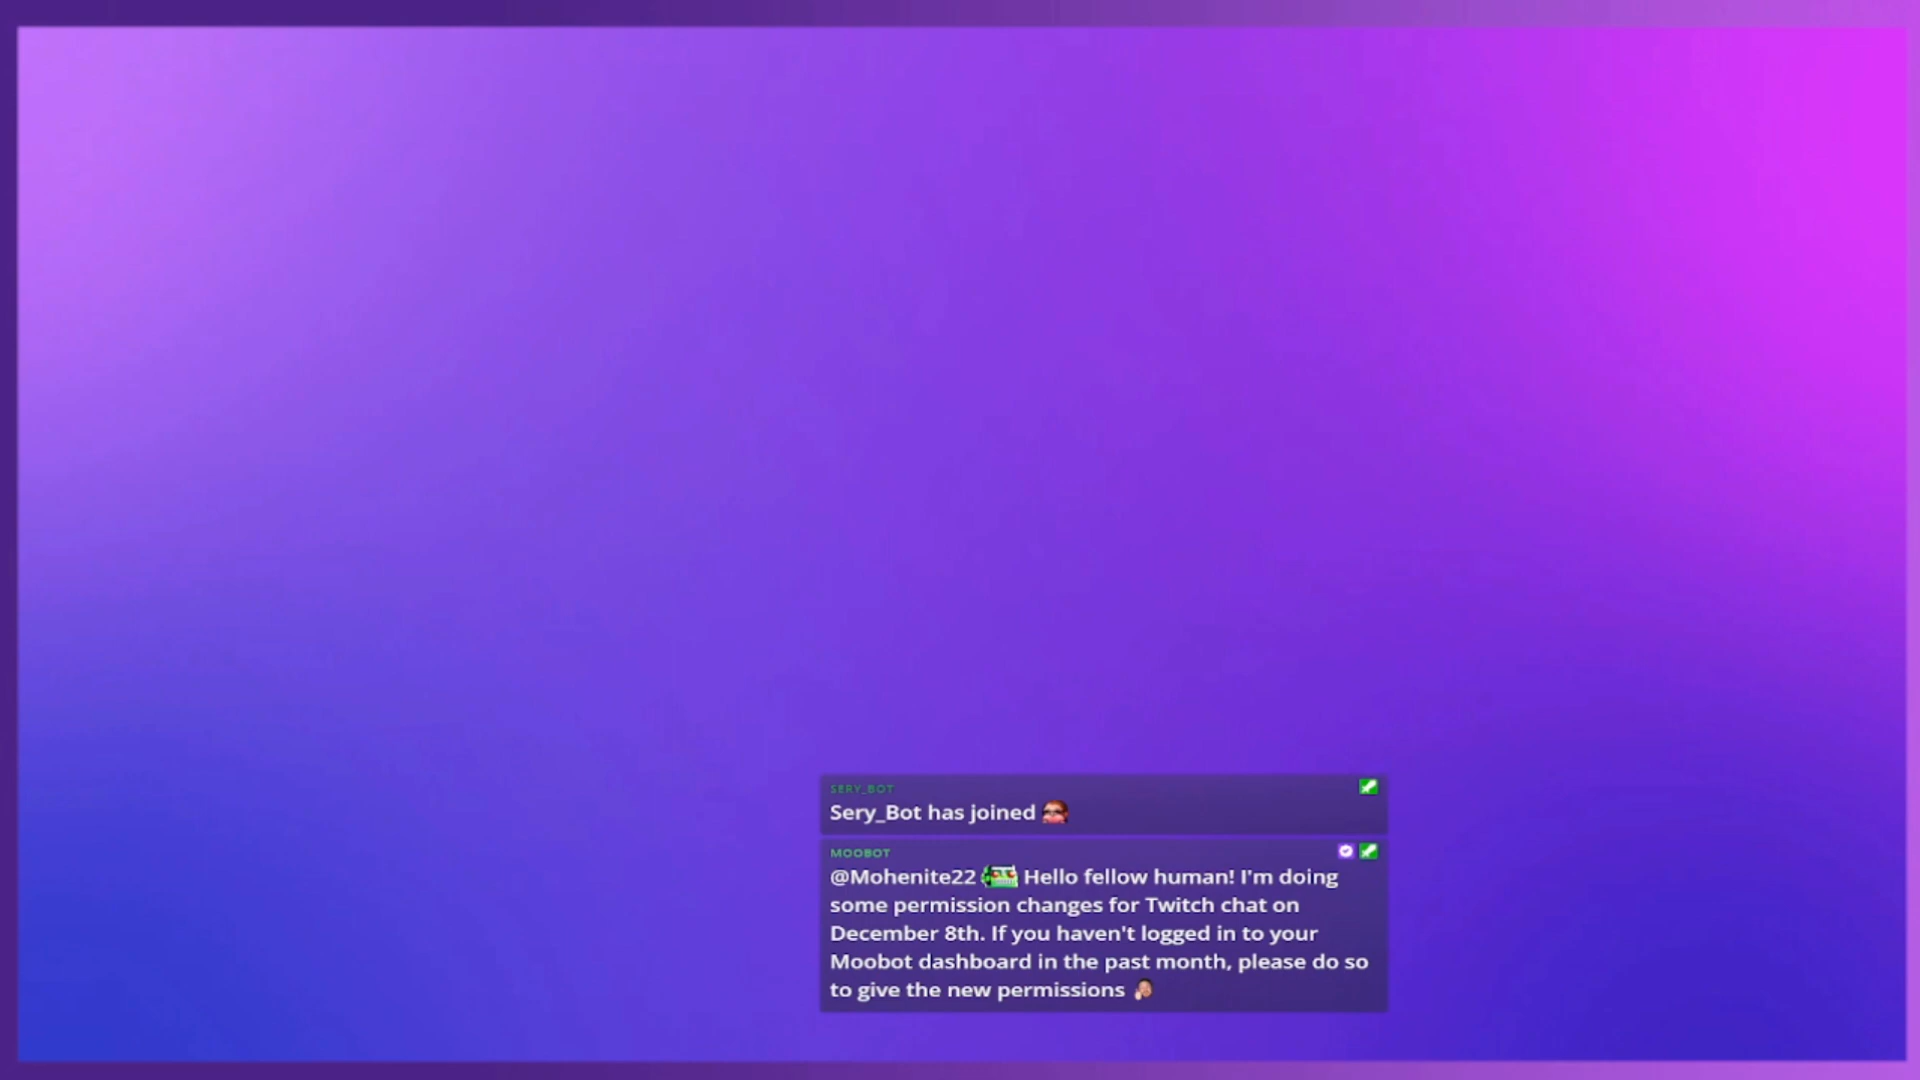 SERY_BOT
Sery_Bot has joined
MOOBOT
@Mohenite22 Hello fellow human! I'm doing
some permission changes for Twitch chat on
December 8th. If you haven't logged in to your
Moobot dashboard in the past month, please do so
to give the new permissions